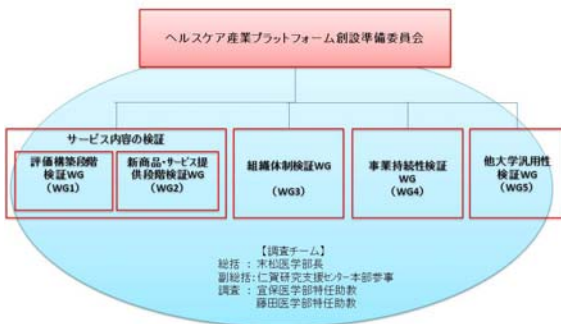 ヘルスケア産業プラットフォーム創設準備委員会
サービス内容の検証
評価構築段階
検証WG
(WG1)
新商品・サービス提
供段階検証WG
(WG2)
組織体制検証WG
(WG3)
事業持続性検証
WG
(WG4)
他大学汎用性
検証WG
(WG5)
【調査チーム】
総括 : 末松医学部長
副総括:仁賀研究支援センター本部参事
調査 : 宜保医学部特任助教
藤田医学部特任助教